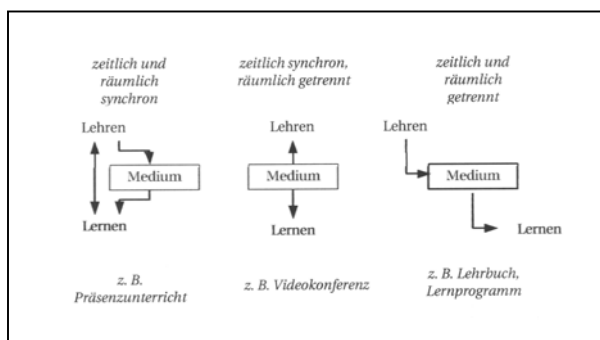 zeitlich und
räumlich
synchron
Lehren
Medium
Lernen
z. B.
Präsenzunterricht
zeitlich synchron,
räumlich getrennt
Lehren
Medium
Lernen
z. B. Videokonferenz
zeitlich und
räumlich
getrennt
Lehren
Medium
Lernen
z. B. Lehrbuch,
Lernprogramm